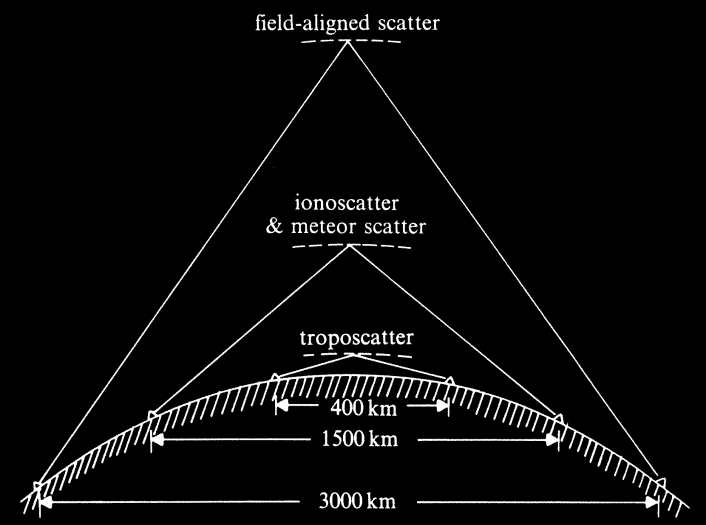 field-aligned scatter
ionoscatter
& meteor scatter
troposcatter
400 km
1500 km
3000 km